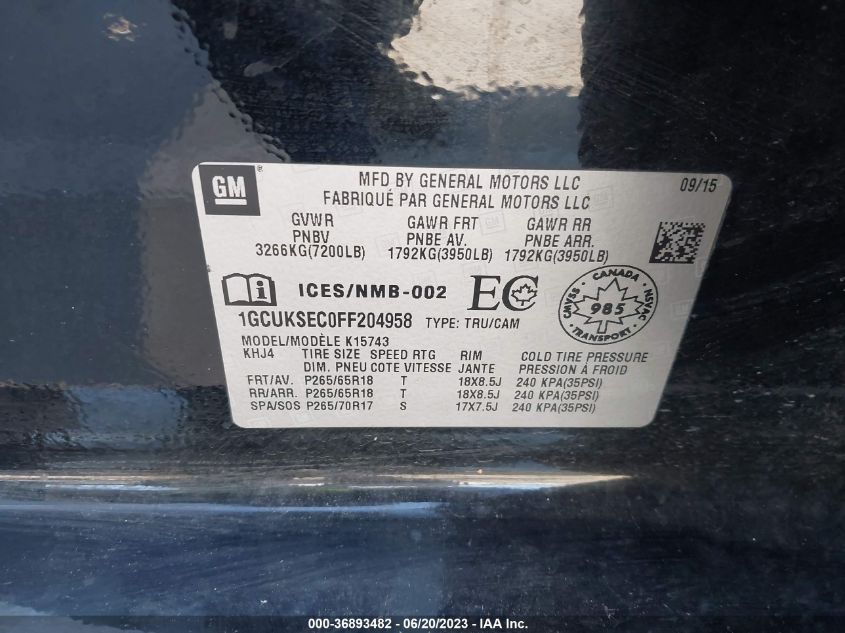 GM
®
MFD BY GENERAL MOTORS LLC
09/15
FABRIQUÉ PAR GENERAL MOTORS LLC
GVWR GAWR FRT GAWR RR
PNBV PNBE AV. PNBE ARR.
3266KG(7200LB) 1792KG(3950LB) 1792KG(3950LB)
ICES/NMB-002 EC
CANADA
CMVSS 985 NSVAC
TRANSPORT
1GCUKSEC0FF204958 TYPE: TRU/CAM
MODEL/MODÈLE K15743
KHJ4 TIRE SIZE SPEED RTG RIM COLD TIRE PRESSURE
DIM. PNEU COTE VITESSE JANTE PRESSION À FROID
FRT/AV. P265/65R18 T 18X8.5J 240 KPA(35PSI)
RR/ARR. P265/65R18 T 18X8.5J 240 KPA(35PSI)
SPA/SOS P265/70R17 S 17X7.5J 240 KPA(35PSI)
000-36893482 - 06/20/2023 - © IAA Inc.